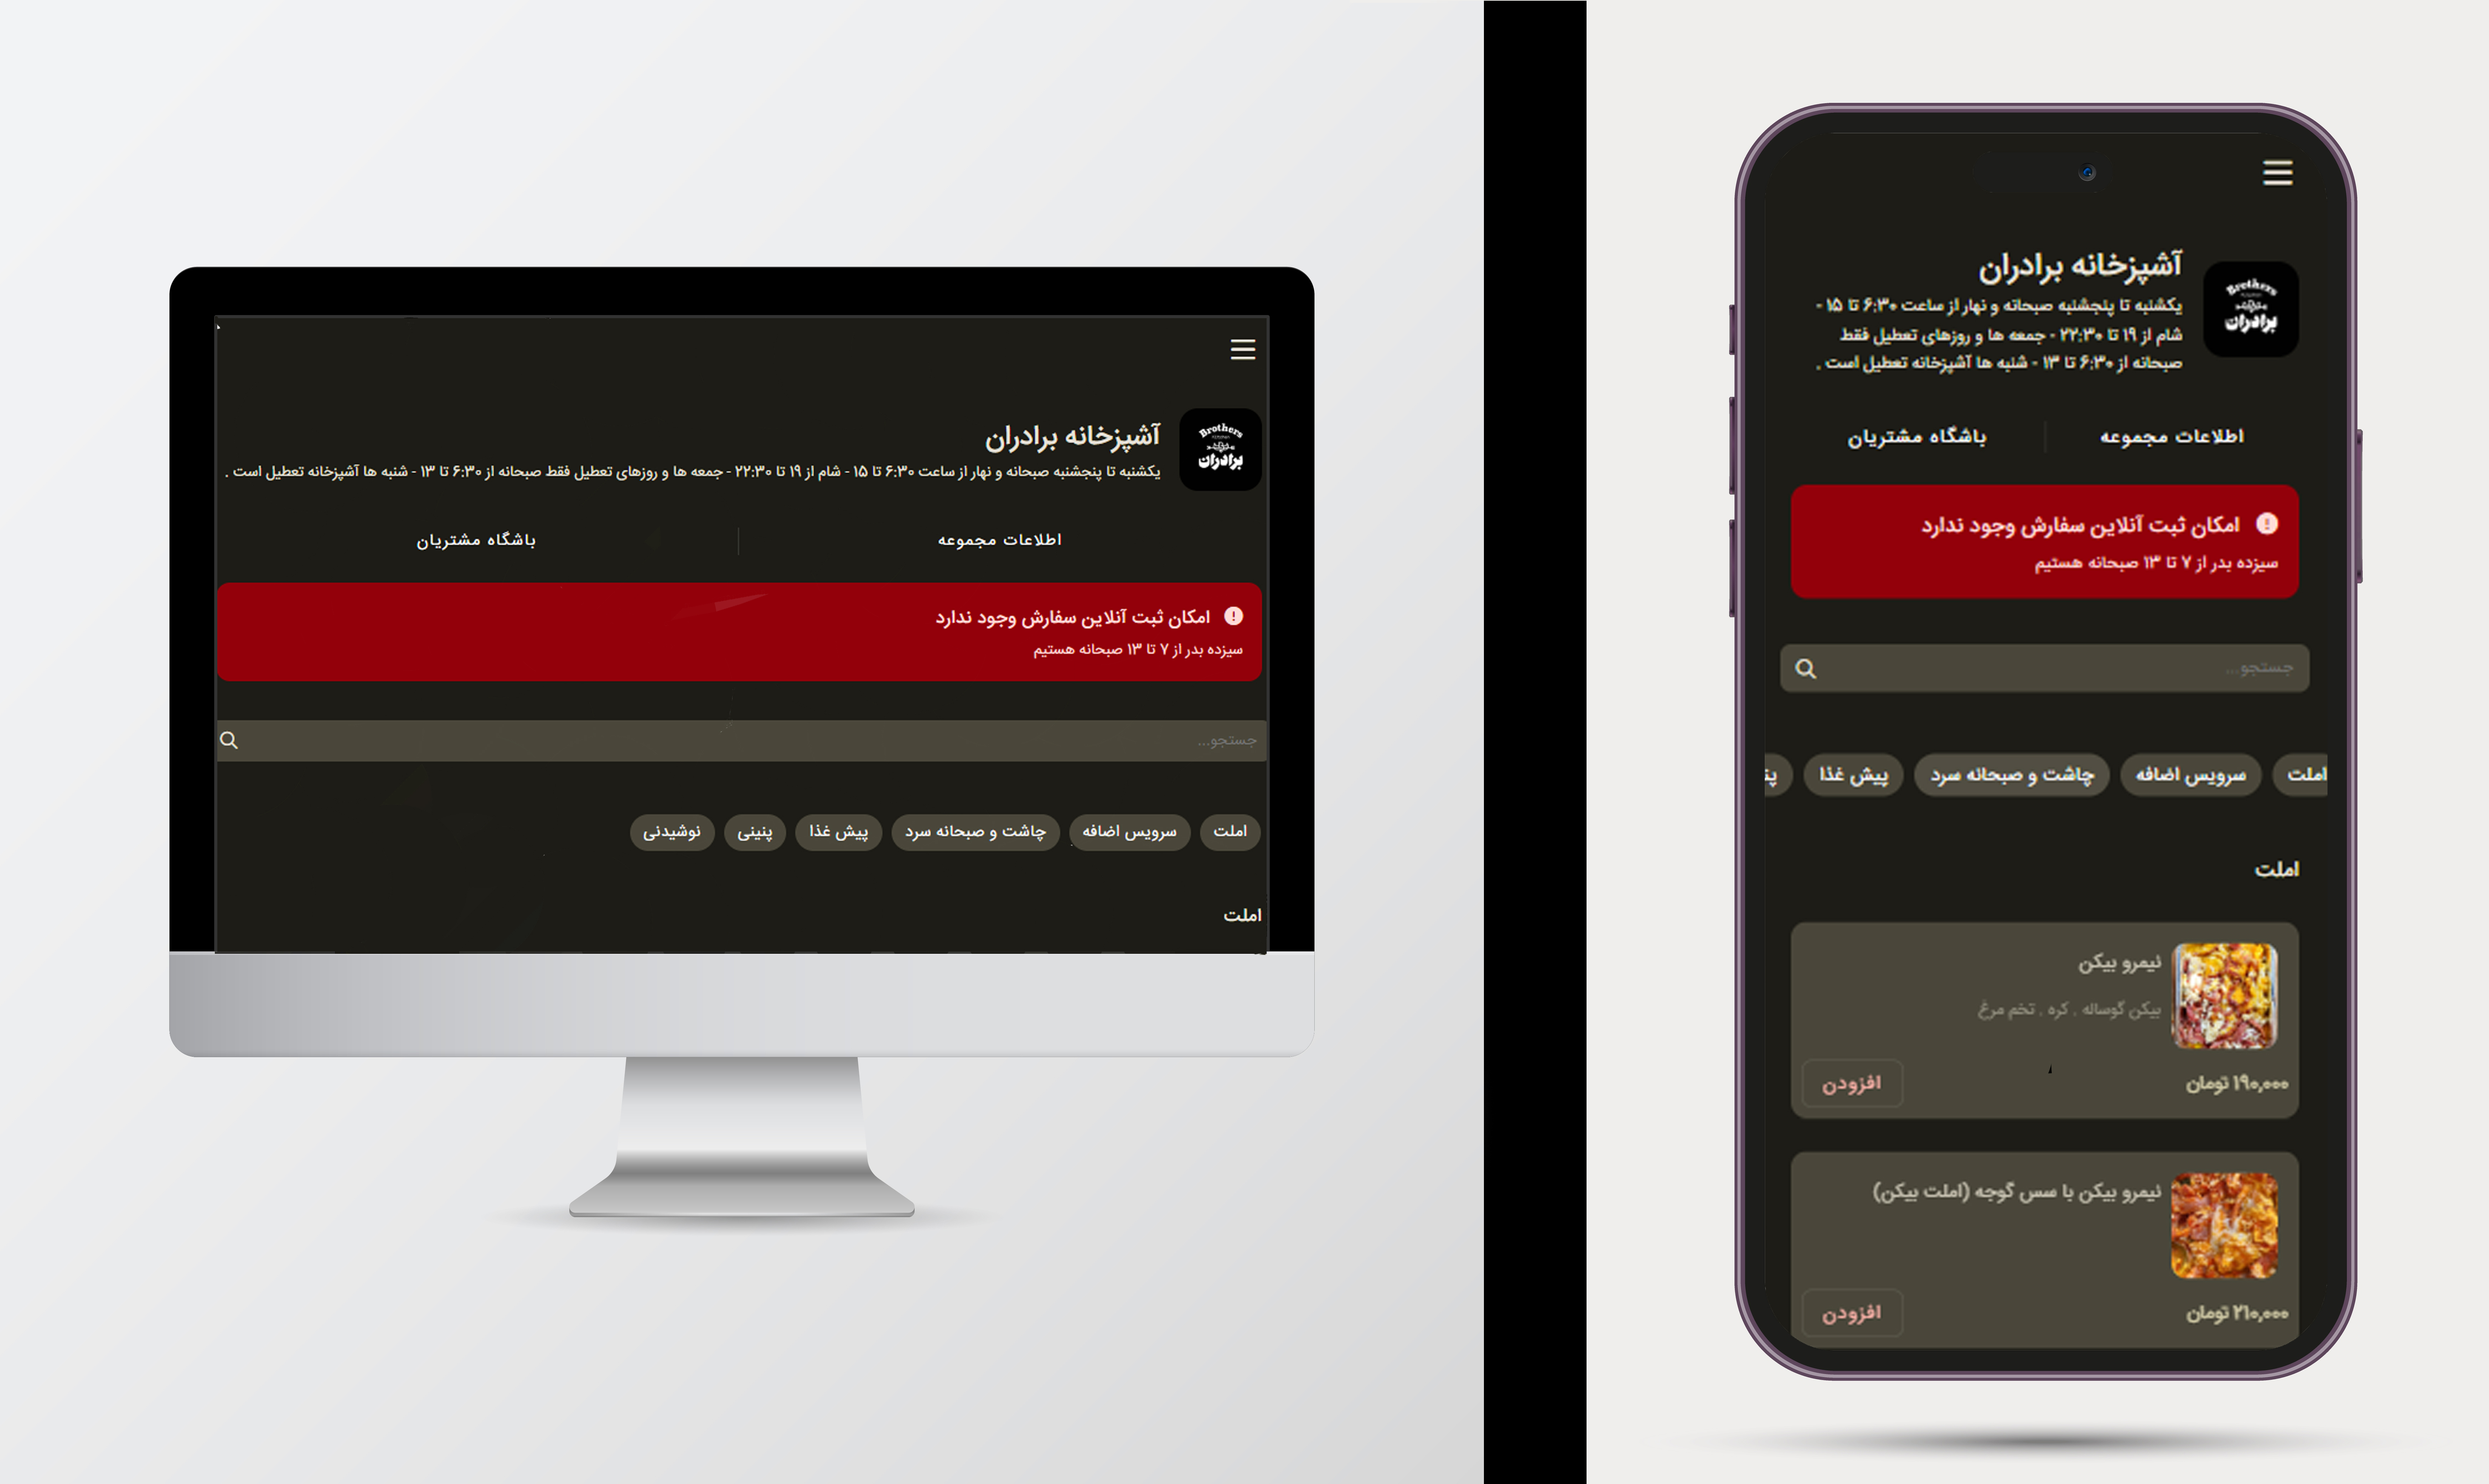 Brothers
برادران
آشپزخانه برادران
یکشنبه تا پنجشنبه صبحانه و نهار از ساعت ۶:۳۰ تا ۱۵ - شام از ۱۹ تا ۲۲:۳۰ - جمعه ها و روزهای تعطیل فقط صبحانه از ۶:۳۰ تا ۱۳ - شنبه ها آشپزخانه تعطیل است .
اطلاعات مجموعه
باشگاه مشتریان
امکان ثبت آنلاین سفارش وجود ندارد
سیزده بدر از ۷ تا ۱۳ صبحانه هستیم
جستجو...
املت
سرویس اضافه
چاشت و صبحانه سرد
پیش غذا
پنینی
نوشیدنی
املت
Brothers
برادران
آشپزخانه برادران
یکشنبه تا پنجشنبه صبحانه و نهار از ساعت ۶:۳۰ تا ۱۵ -
شام از ۱۹ تا ۲۲:۳۰ - جمعه ها و روزهای تعطیل فقط
صبحانه از ۶:۳۰ تا ۱۳ - شنبه ها آشپزخانه تعطیل است .
اطلاعات مجموعه
باشگاه مشتریان
امکان ثبت آنلاین سفارش وجود ندارد
سیزده بدر از ۷ تا ۱۳ صبحانه هستیم
جستجو...
املت
سرویس اضافه
چاشت و صبحانه سرد
پیش غذا
املت
نیمرو بیکن
بیکن گوساله , کره , تخم مرغ
۱۹۰,۰۰۰ تومان
افزودن
نیمرو بیکن با سس گوجه (املت بیکن)
۲۱۰,۰۰۰ تومان
افزودن